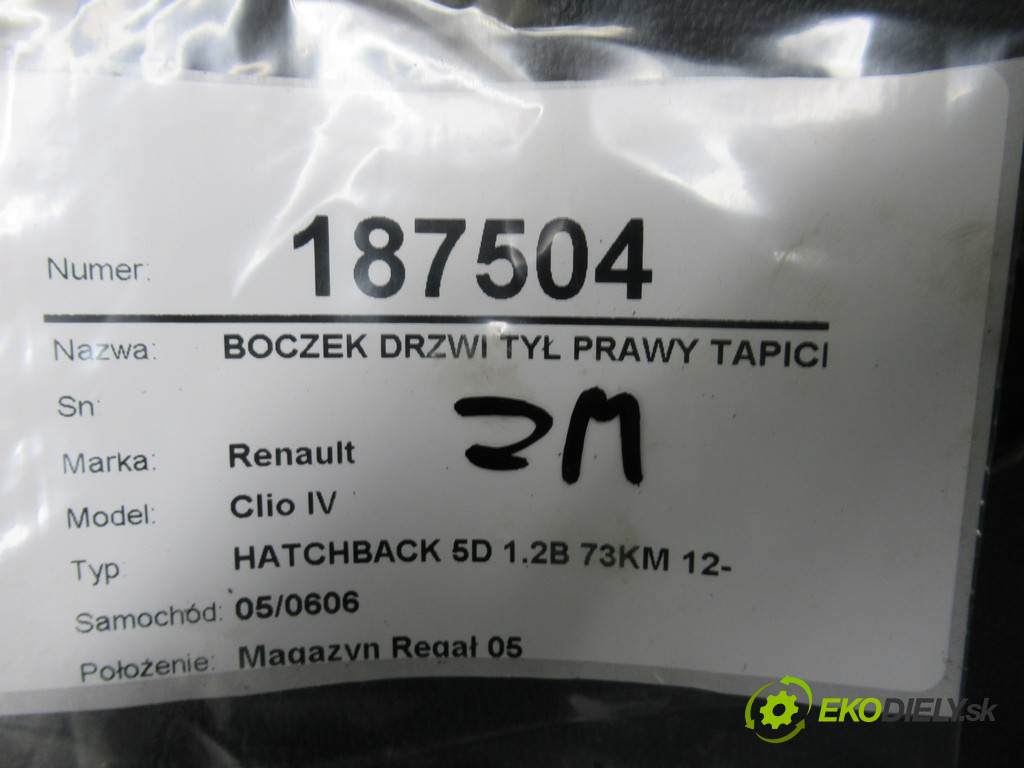 Numer: 187504
Nazwa: BOCZEK DRZWI TYŁ PRAWY TAPICI
Sn:
ZM
Marka: Renault
Model: Clio IV
Typ HATCHBACK 5D 1.2B 73KM 12-
Samochód: 05/0606
Położenie: Magazyn Regał 05
EKODIELY.sk